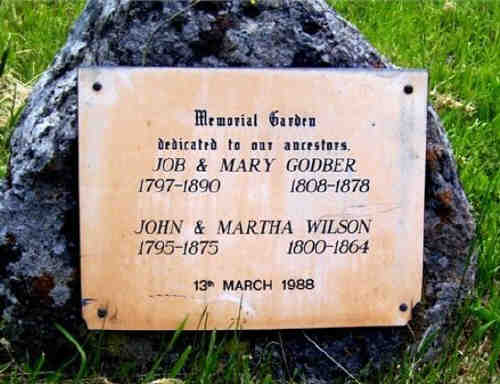 Memorial Garden
dedicated to our ancestors.
JOB & MARY GODBER
1797-1890 1808-1878
JOHN & MARTHA WILSON
1795-1875 1800-1864
13th MARCH 1988